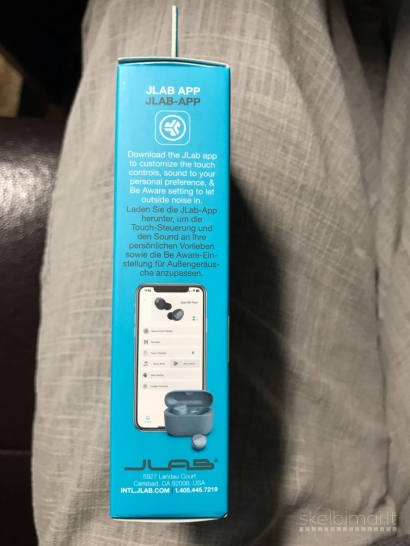 JLAB APP
JLAB-APP
Download the JLab app
to customize the touch
controls, sound to your
personal preference, &
Be Aware setting to let
outside noise in.
Laden Sie die JLab-App
herunter, um die
Touch-Steuerung und
den Sound an Ihre
persönlichen Vorlieben
sowie die Be Aware-Ein-
stellung für Außengeräus-
che anzupassen.
JLAB
5927 Landau Court
Carlsbad, CA 92008, USA
INTL.JLAB.COM | 1.405.445.7219
skelbimai.lt